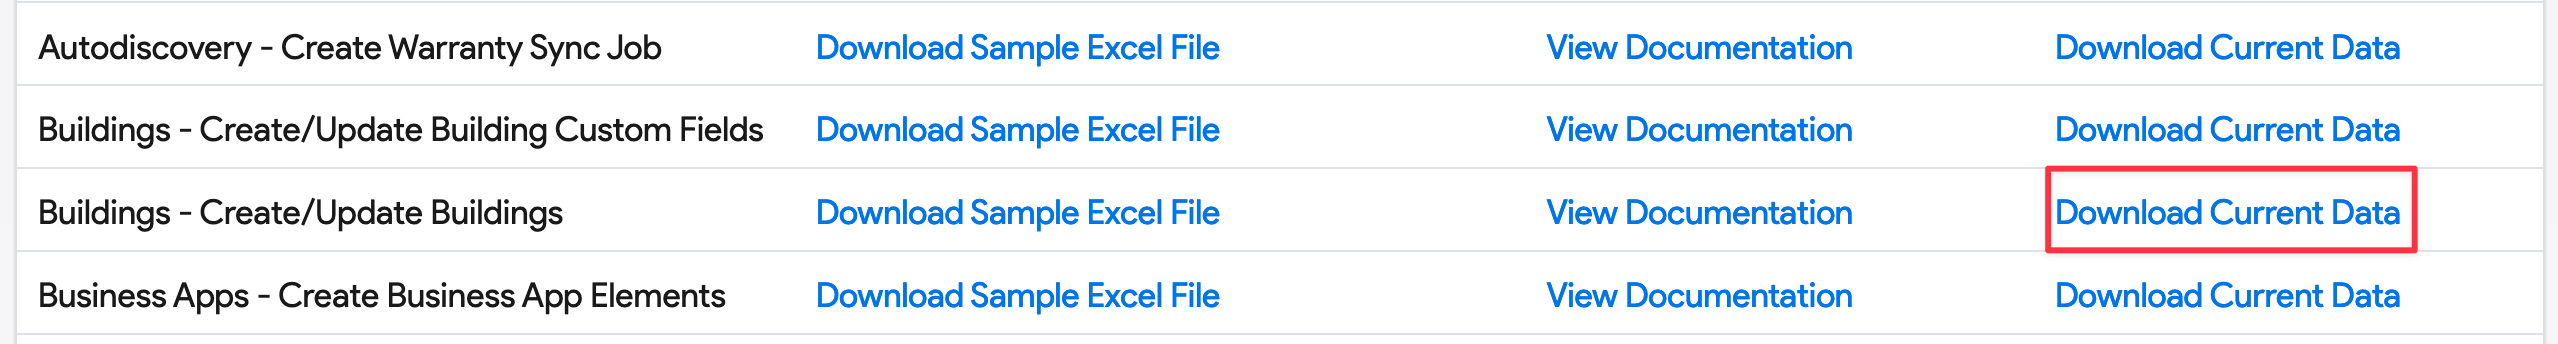 Autodiscovery - Create Warranty Sync Job Download Sample Excel File View Documentation Download Current Data
Buildings - Create/Update Building Custom Fields Download Sample Excel File View Documentation Download Current Data
Buildings - Create/Update Buildings Download Sample Excel File View Documentation Download Current Data
Business Apps - Create Business App Elements Download Sample Excel File View Documentation Download Current Data